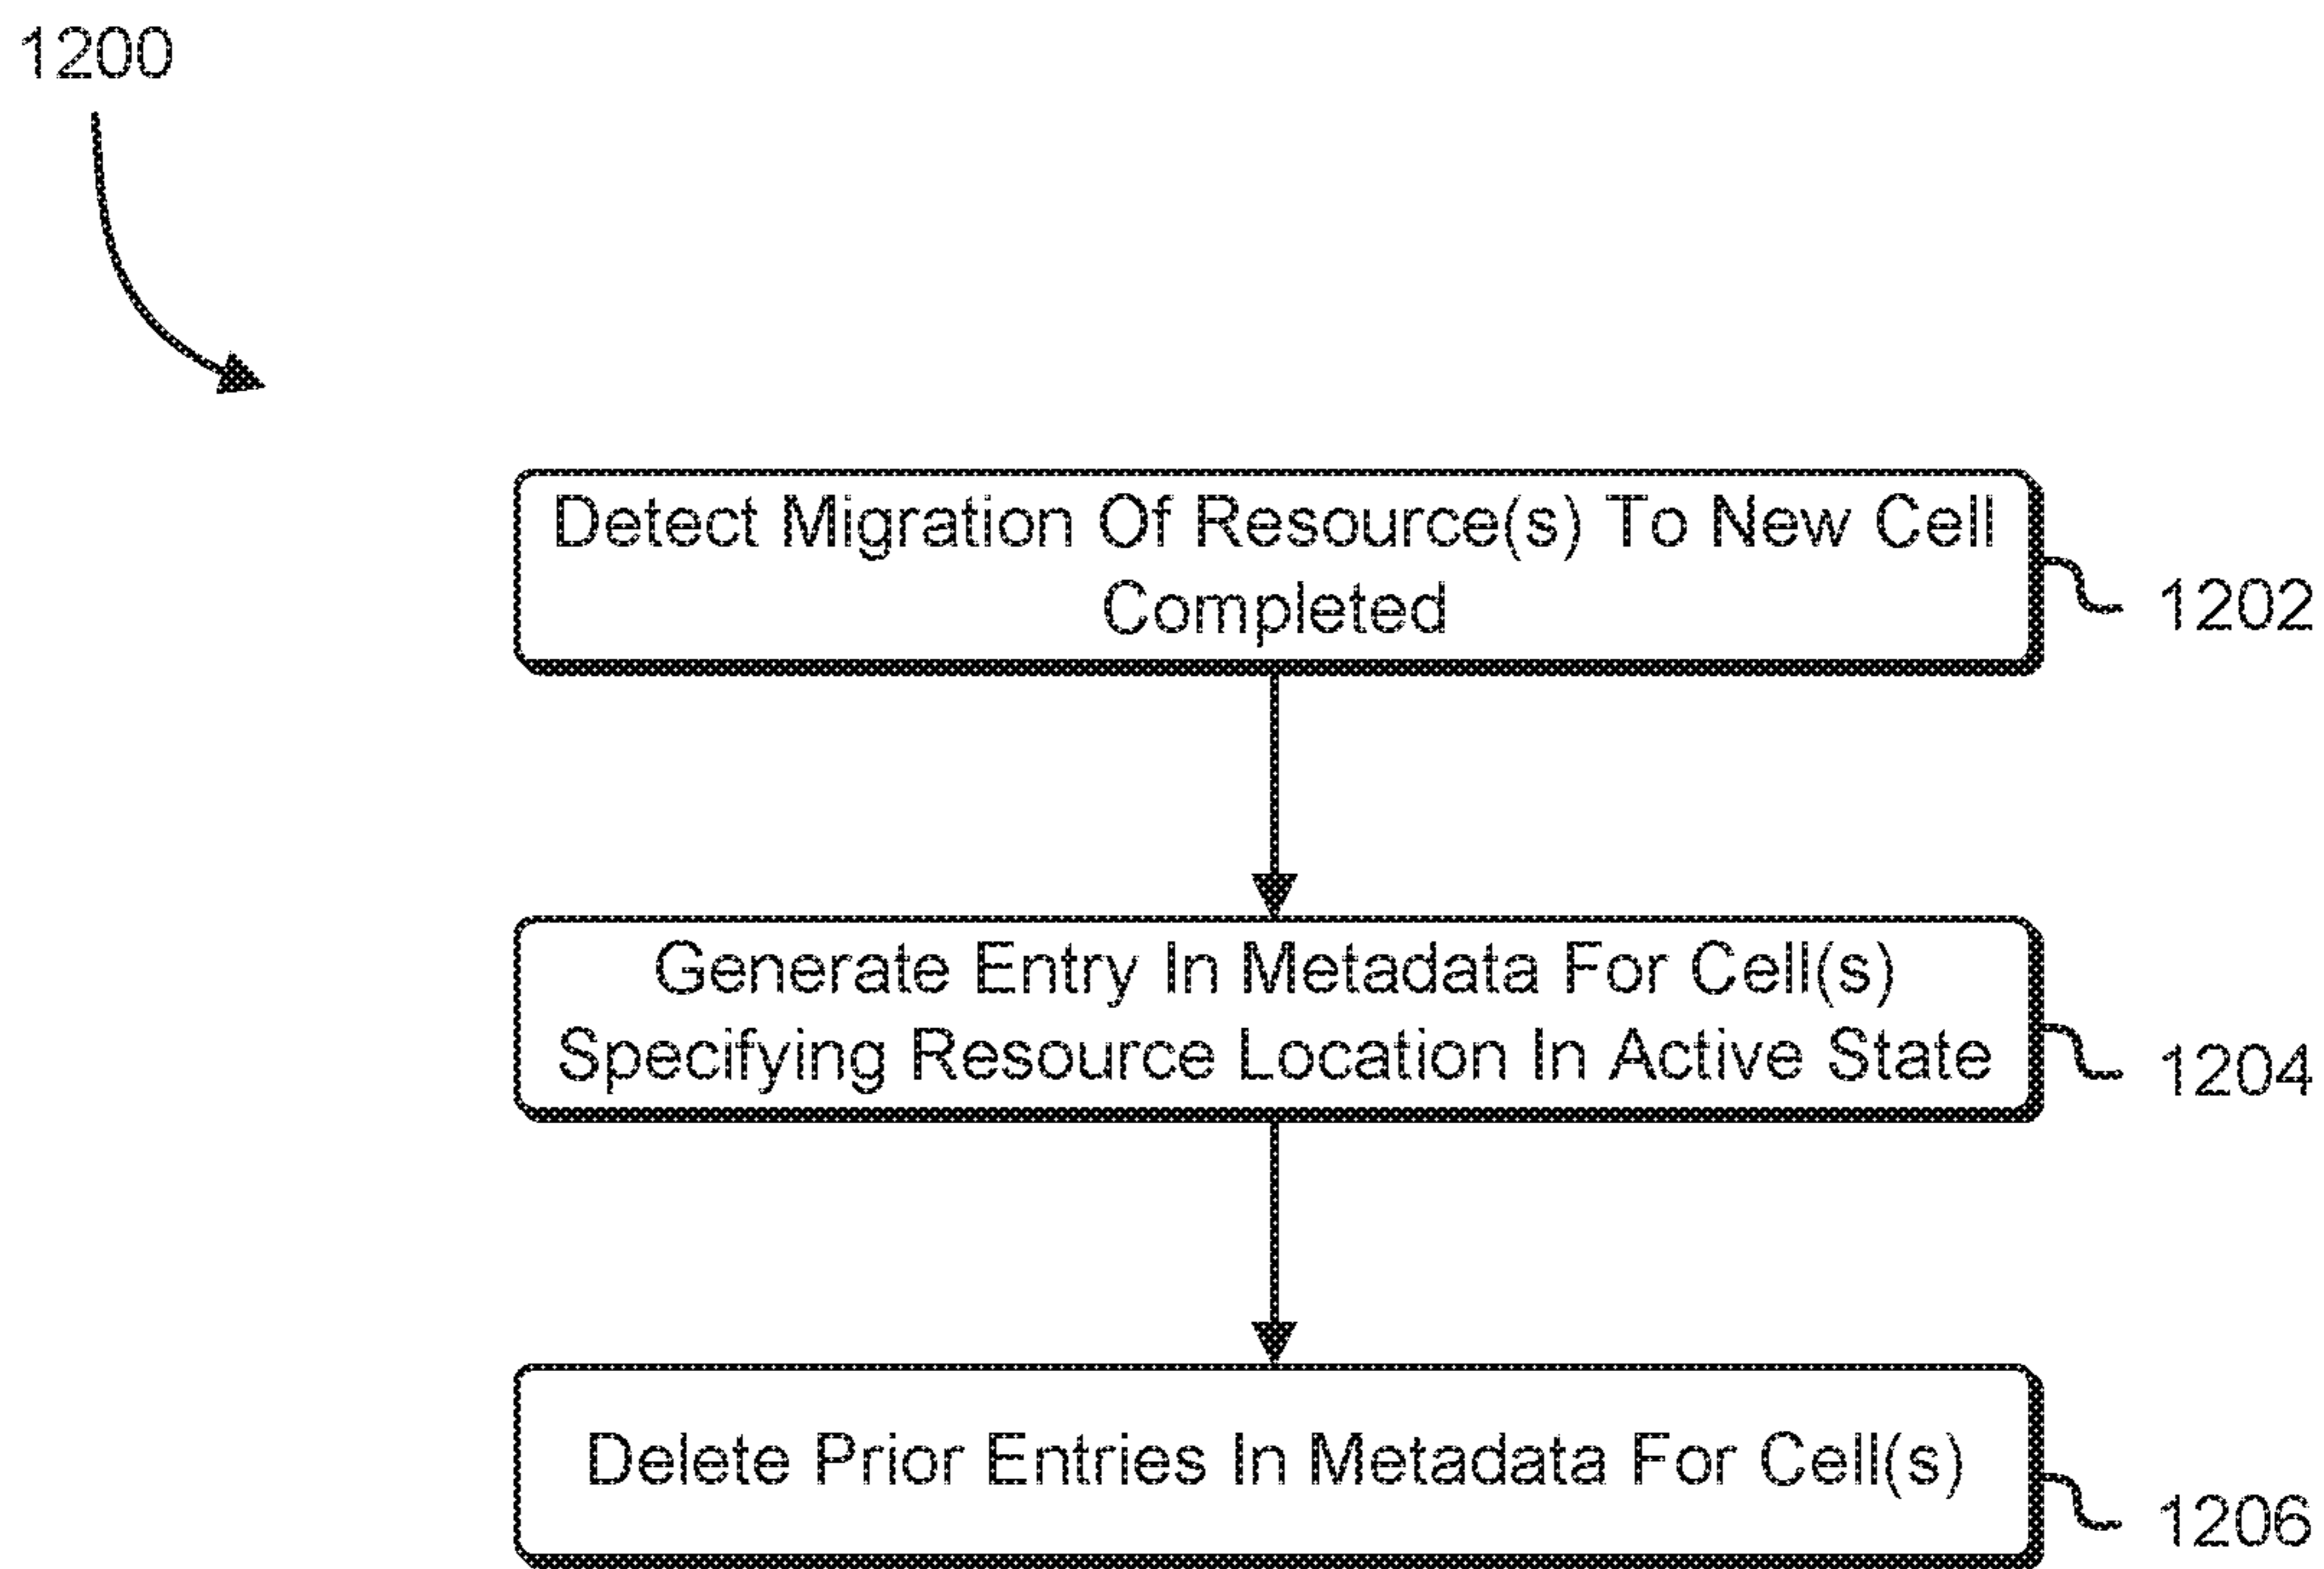 1200
Detect Migration Of Resource(s) To New Cell
Completed
1202
Generate Entry In Metadata For Cell(s)
Specifying Resource Location In Active State
1204
Delete Prior Entries In Metadata For Cell(s)
1206